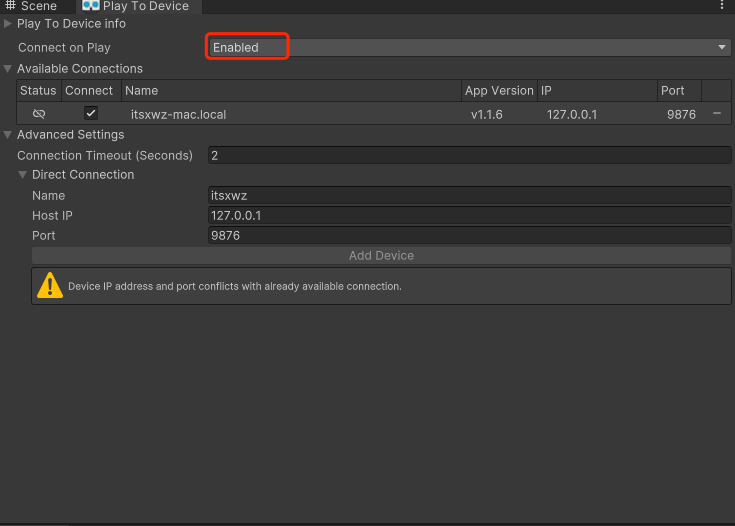 Scene Play To Device
Play To Device info
Connect on Play Enabled
Available Connections
Status Connect Name App Version IP Port
itsxwz-mac.local v1.1.6 127.0.0.1 9876
Advanced Settings
Connection Timeout (Seconds) 2
Direct Connection
Name itsxwz
Host IP 127.0.0.1
Port 9876
Add Device
Device IP address and port conflicts with already available connection.